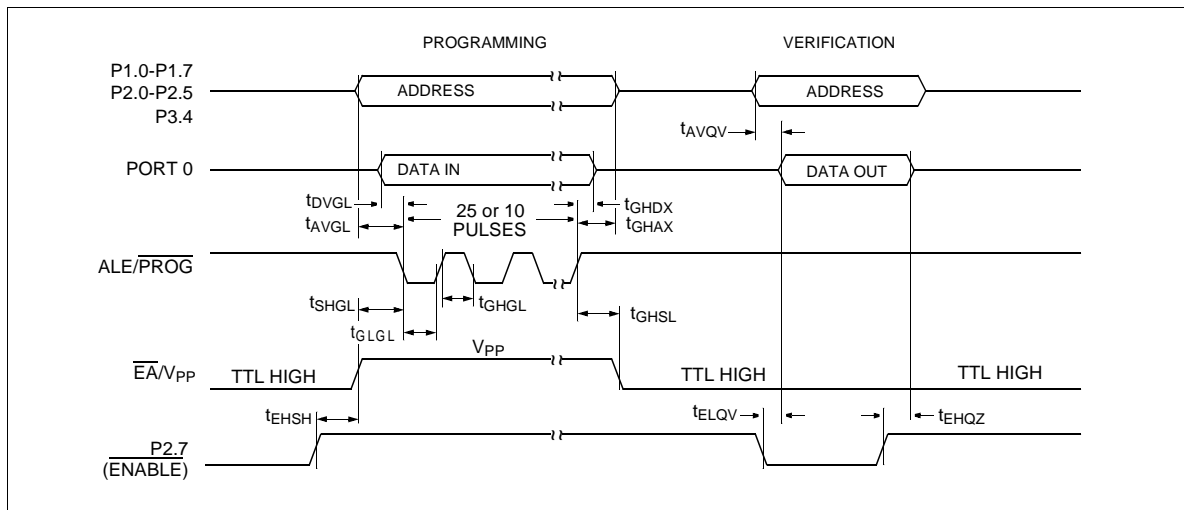 PROGRAMMING VERIFICATION
P1.0-P1.7
P2.0-P2.5
P3.4
ADDRESS ADDRESS
tAVQV
PORT 0 DATA IN DATA OUT
tDVGL 25 or 10 tGHDX
tAVGL PULSES tGHAX
ALE/PROG
tSHGL tGHGL tGHSL
tGLGL
EA/VPP TTL HIGH VPP TTL HIGH TTL HIGH
tEHSH tELQV tEHQZ
P2.7
(ENABLE)